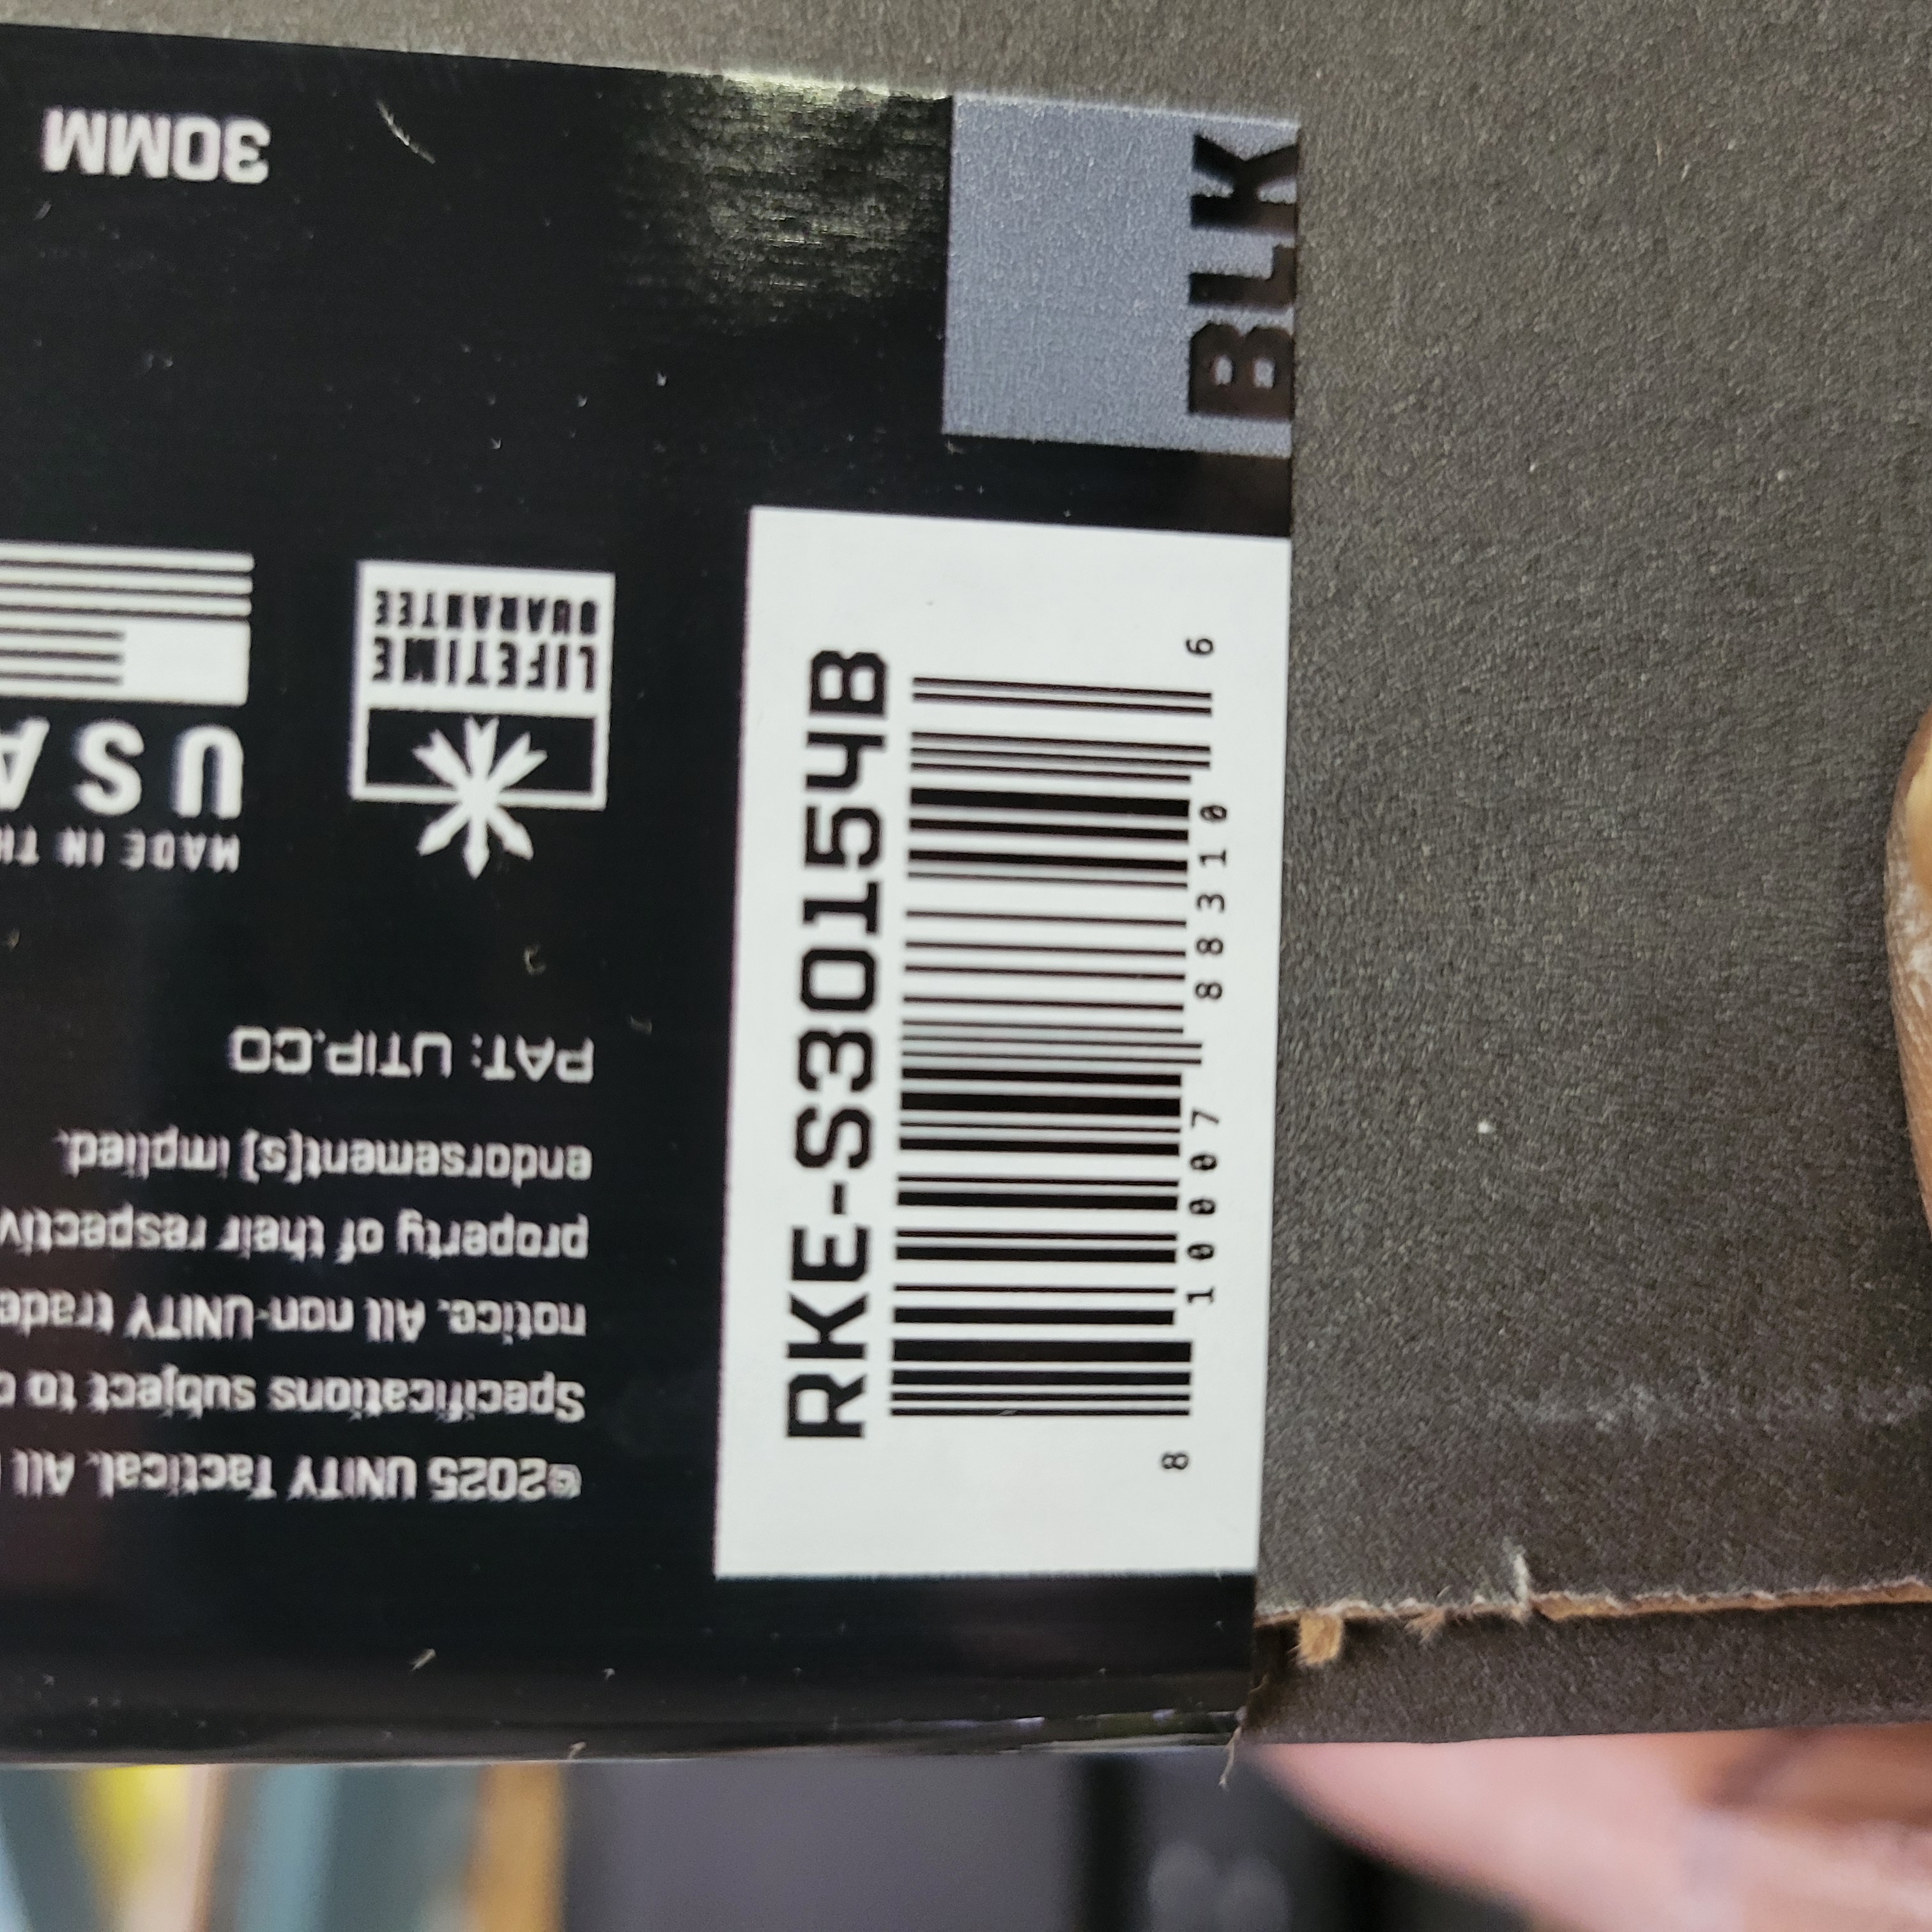 30MM
BLK
LIFETIME
GUARANTEE
MADE IN TH
USA
PAT: UTIP.CO
©2025 UNITY Tactical. All
Specifications subject to c
notice. All non-UNITY trade
property of their respectiv
endorsement(s) implied.
RKE-S30154B
8 10007 88310 6